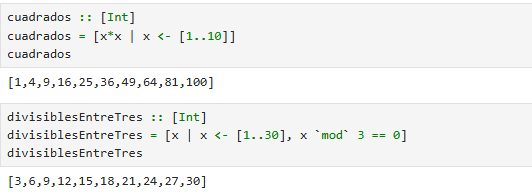 cuadrados :: [Int]
cuadrados = [x*x | x <- [1..10]]
cuadrados
[1,4,9,16,25,36,49,64,81,100]
divisiblesEntreTres :: [Int]
divisiblesEntreTres = [x | x <- [1..30], x `mod` 3 == 0]
divisiblesEntreTres
[3,6,9,12,15,18,21,24,27,30]